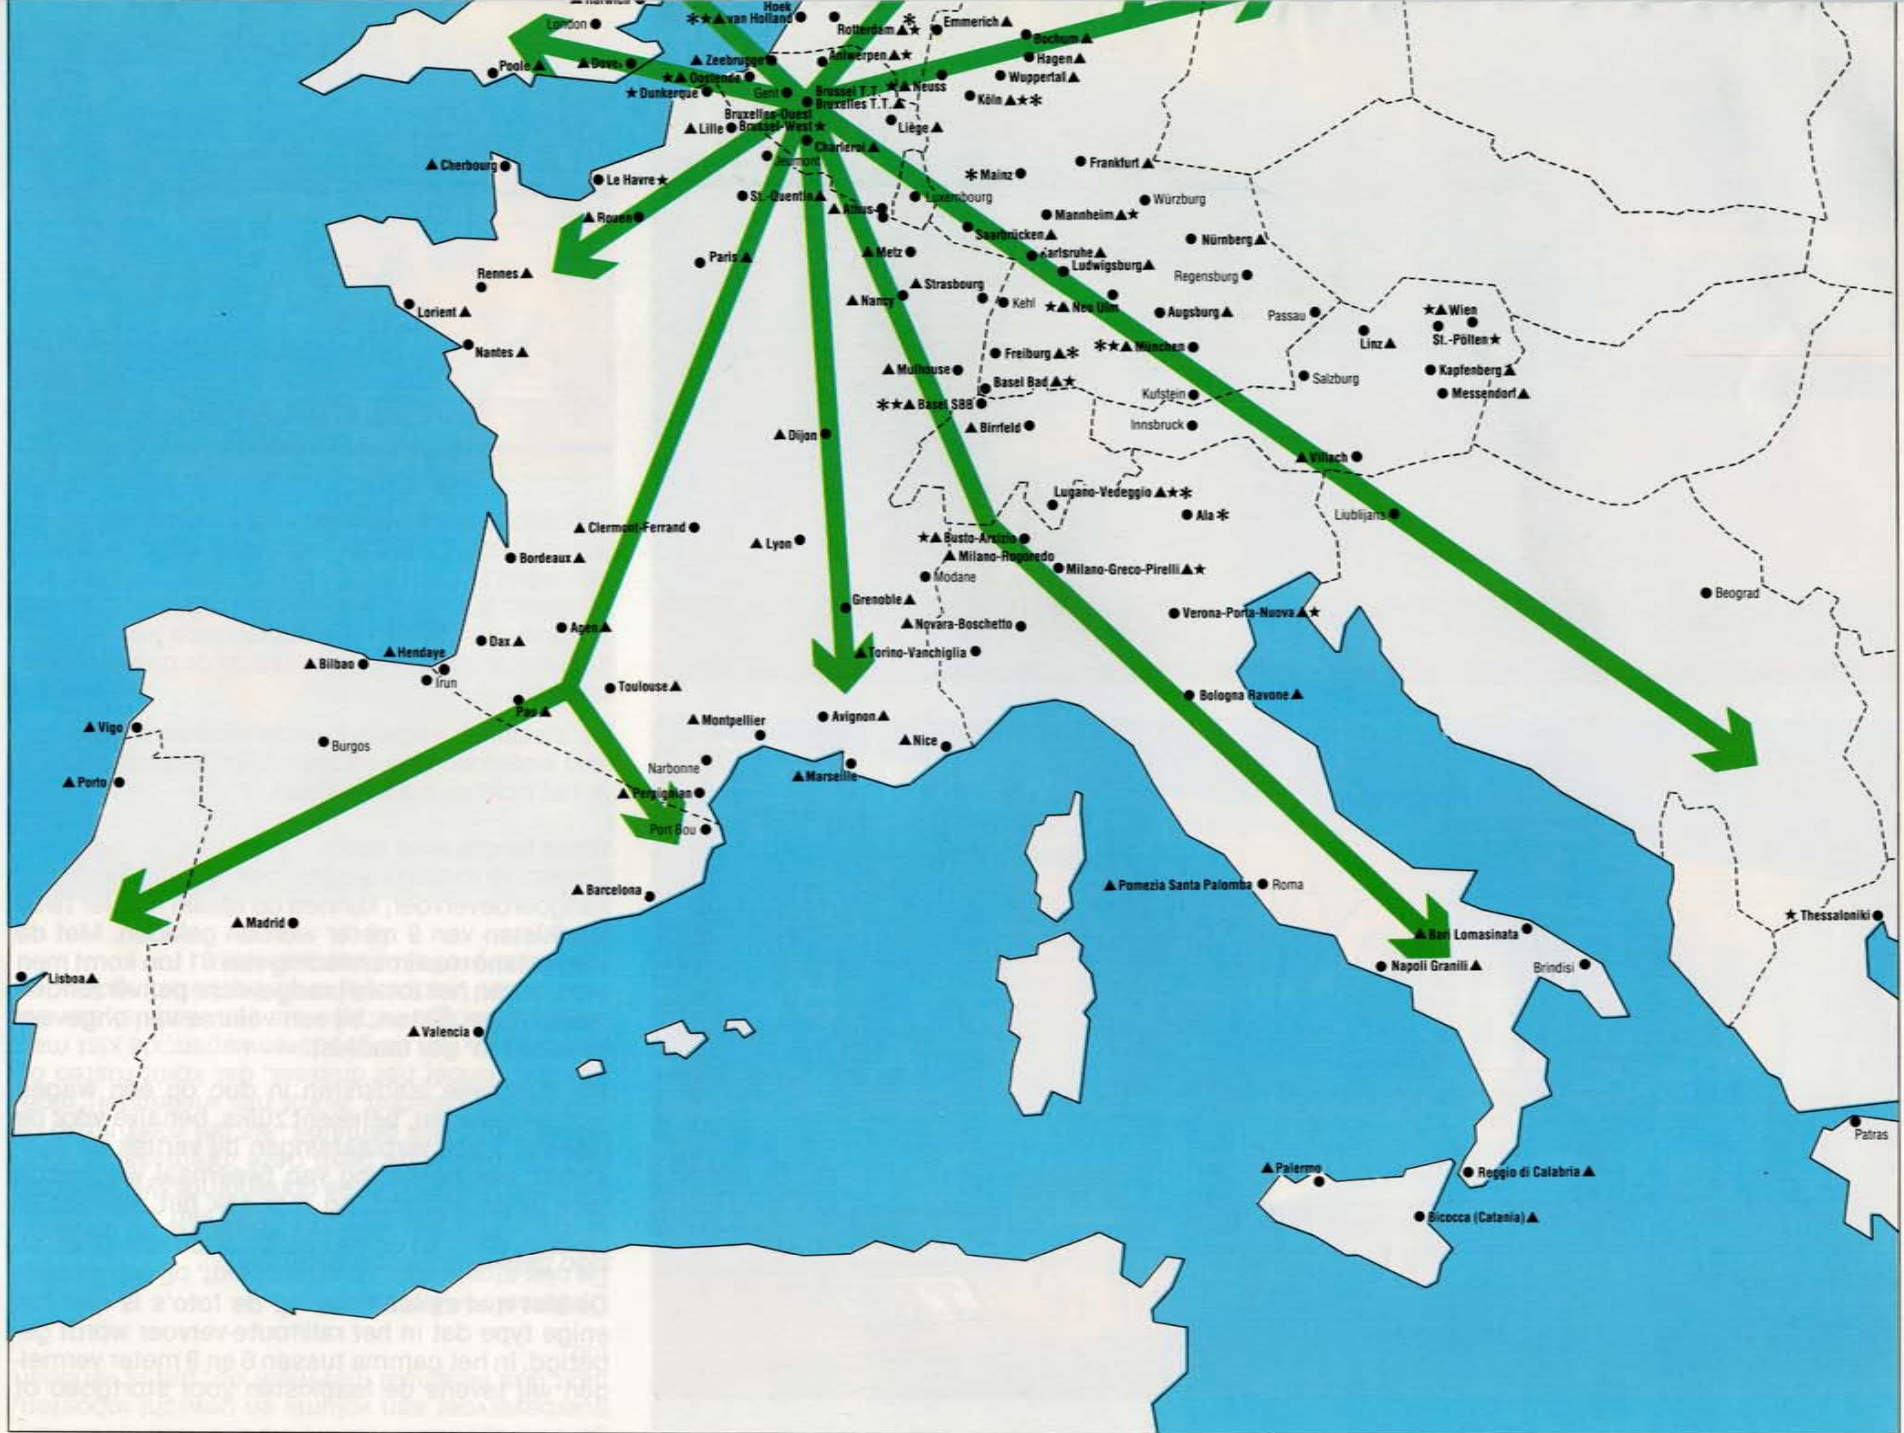 London ●
Hoek
✻★▲ van Holland ●
Rotterdam ▲★
✻
Emmerich ▲
Bochum ▲
Poole ▲
▲ Dover
▲ Zeebrugge
Antwerpen ▲★
Hagen ▲
★▲ Oostende
Wuppertal ▲
★ Dunkerque
Gent
Brussel T.T.
★▲ Neuss
Bruxelles T.T. ▲
Köln ▲★✻
Bruxelles-Ouest
▲ Lille
Brussel-West ★
Liège ▲
Charleroi ▲
Jeumont
▲ Cherbourg
Frankfurt ▲
Le Havre ★
✻ Mainz
St.-Quentin ▲
Luxembourg
Würzburg
▲ Rouen
▲ Athus
Mannheim ▲★
Saarbrücken ▲
Nürnberg ▲
Paris ▲
▲ Metz
Karlsruhe ▲
Ludwigsburg ▲
Rennes ▲
Regensburg
▲ Strasbourg
▲ Nancy
Kehl
★▲ Neu Ulm
Lorient ▲
Augsburg ▲
Passau
★▲ Wien
St.-Pölten ★
Linz ▲
Nantes ▲
Freiburg ▲✻
✻★▲ München
▲ Mulhouse
Basel Bad ▲★
Salzburg
Kapfenberg ▲
Kufstein
Messendorf ▲
✻★▲ Basel SBB
▲ Birrfeld
Innsbruck
▲ Dijon
▲ Villach
Lugano-Vedeggio ▲★✻
Ala ✻
Liublijana
▲ Clermont-Ferrand
▲ Lyon
★▲ Busto-Arsizio
Bordeaux ▲
▲ Milano-Rogoredo
Milano-Greco-Pirelli ▲★
Modane
Beograd
Grenoble ▲
Verona-Porta-Nuova ▲★
Agen ▲
▲ Novara-Boschetto
Dax ▲
▲ Hendaye
▲ Torino-Vanchiglia
▲ Bilbao
Irun
Toulouse ▲
Bologna Ravone ▲
Pau ▲
▲ Montpellier
Avignon ▲
▲ Vigo
Burgos
▲ Nice
Narbonne
▲ Marseille
▲ Porto
▲ Perpignan
Port Bou
▲ Barcelona
▲ Pomezia Santa Palomba
Roma
▲ Madrid
★ Thessaloniki
▲ Bari Lomasinata
Napoli Granili ▲
Brindisi
Lisboa ▲
▲ Valencia
Patras
▲ Palermo
Reggio di Calabria ▲
Bicocca (Catania) ▲